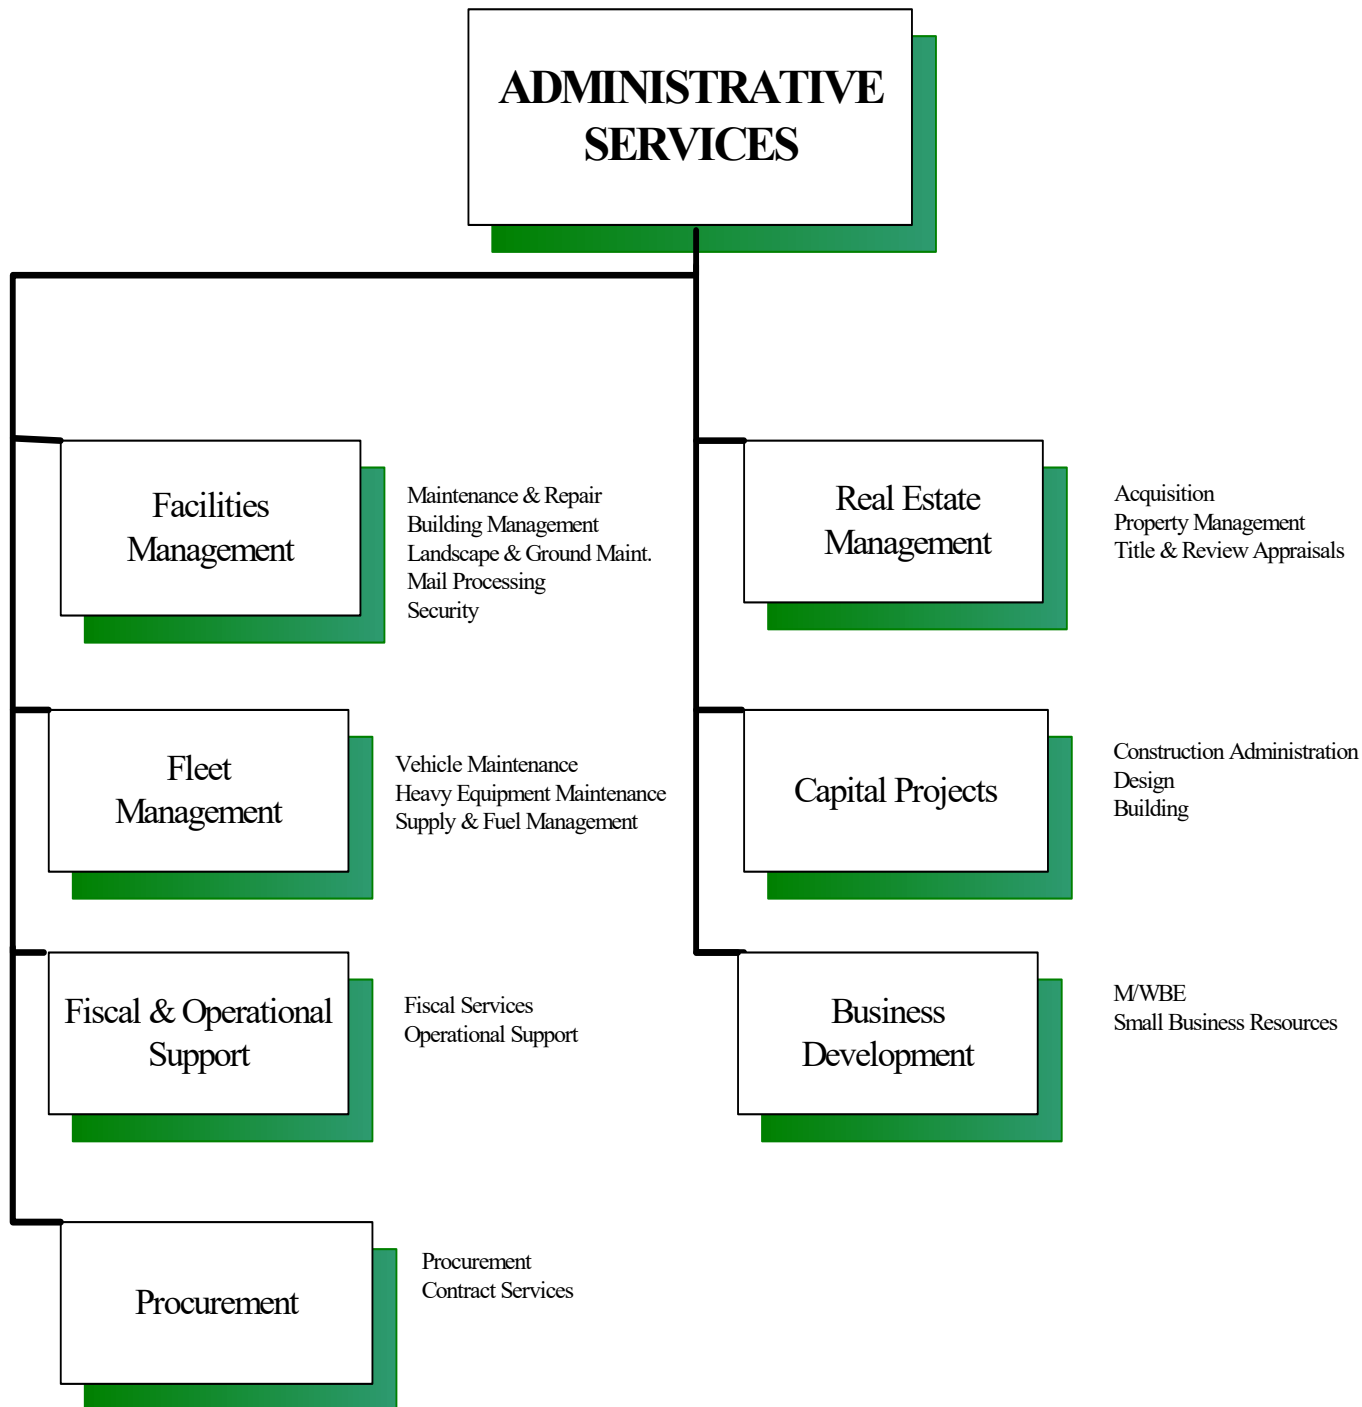 ADMINISTRATIVE
SERVICES
Facilities
Management
Maintenance & Repair
Building Management
Landscape & Ground Maint.
Mail Processing
Security
Real Estate
Management
Acquisition
Property Management
Title & Review Appraisals
Fleet
Management
Vehicle Maintenance
Heavy Equipment Maintenance
Supply & Fuel Management
Capital Projects
Construction Administration
Design
Building
Fiscal & Operational
Support
Fiscal Services
Operational Support
Business
Development
M/WBE
Small Business Resources
Procurement
Procurement
Contract Services